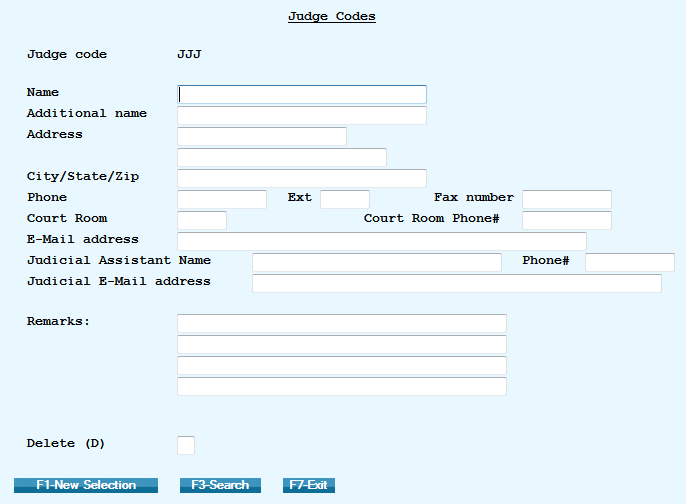 Judge Codes
Judge code JJJ
Name
Additional name
Address
City/State/Zip
Phone Ext Fax number
Court Room Court Room Phone#
E-Mail address
Judicial Assistant Name Phone#
Judicial E-Mail address
Remarks:
Delete (D)
F1-New Selection F3-Search F7-Exit